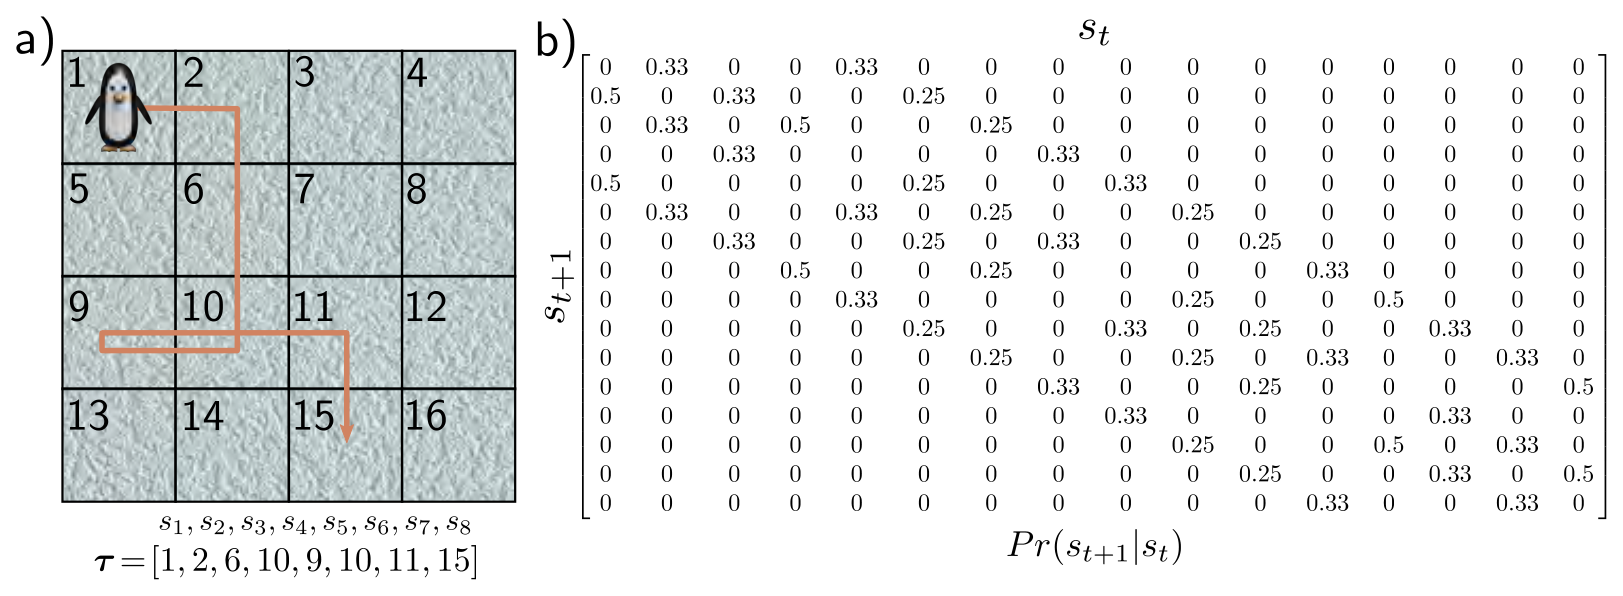 a)
1 2 3 4
5 6 7 8
9 10 11 12
13 14 15 16
s₁, s₂, s₃, s₄, s₅, s₆, s₇, s₈
τ=[1, 2, 6, 10, 9, 10, 11, 15]
b)
sₜ
0 0.33 0 0 0.33 0 0 0 0 0 0 0 0 0 0 0
0.5 0 0.33 0 0 0.25 0 0 0 0 0 0 0 0 0 0
0 0.33 0 0.5 0 0 0.25 0 0 0 0 0 0 0 0 0
0 0 0.33 0 0 0 0 0.33 0 0 0 0 0 0 0 0
0.5 0 0 0 0 0.25 0 0 0.33 0 0 0 0 0 0 0
0 0.33 0 0 0.33 0 0.25 0 0 0.25 0 0 0 0 0 0
0 0 0.33 0 0 0.25 0 0.33 0 0 0.25 0 0 0 0 0
0 0 0 0.5 0 0 0.25 0 0 0 0 0.33 0 0 0 0
0 0 0 0 0.33 0 0 0 0 0.25 0 0 0.5 0 0 0
0 0 0 0 0 0.25 0 0 0.33 0 0.25 0 0 0.33 0 0
0 0 0 0 0 0 0.25 0 0 0.25 0 0.33 0 0 0.33 0
0 0 0 0 0 0 0 0.33 0 0 0.25 0 0 0 0 0.5
0 0 0 0 0 0 0 0 0.33 0 0 0 0 0.33 0 0
0 0 0 0 0 0 0 0 0 0.25 0 0 0.5 0 0.33 0
0 0 0 0 0 0 0 0 0 0 0.25 0 0 0.33 0 0.5
0 0 0 0 0 0 0 0 0 0 0 0.33 0 0 0.33 0
sₜ₊₁
Pr(sₜ₊₁|sₜ)